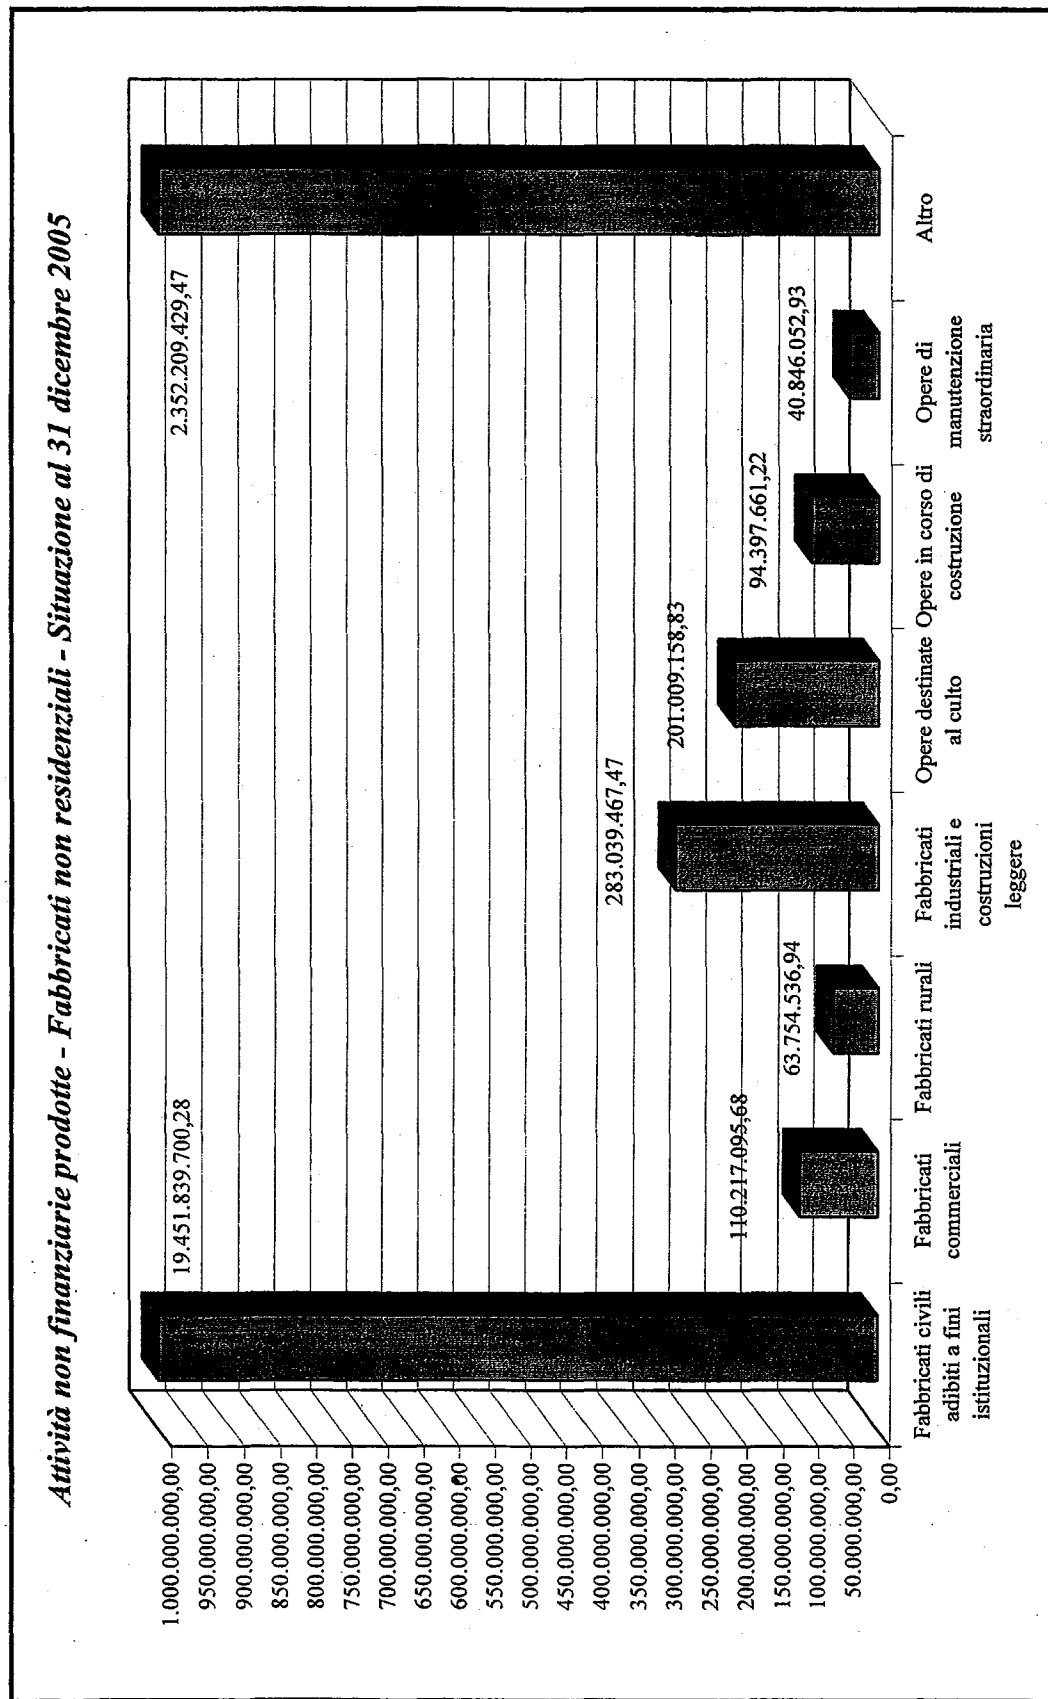 Attività non finanziarie prodotte - Fabbricati non residenziali - Situazione al 31 dicembre 2005
1.000.000.000,00
950.000.000,00
900.000.000,00
850.000.000,00
800.000.000,00
750.000.000,00
700.000.000,00
650.000.000,00
600.000.000,00
550.000.000,00
500.000.000,00
450.000.000,00
400.000.000,00
350.000.000,00
300.000.000,00
250.000.000,00
200.000.000,00
150.000.000,00
100.000.000,00
50.000.000,00
0,00
19.451.839.700,28
110.217.095,68
63.754.536,94
283.039.467,47
201.009.158,83
94.397.661,22
40.846.052,93
2.352.209.429,47
Fabbricati civili
adibiti a fini
istituzionali
Fabbricati
commerciali
Fabbricati rurali
Fabbricati
industriali e
costruzioni
leggere
Opere destinate
al culto
Opere in corso di
costruzione
Opere di
manutenzione
straordinaria
Altro